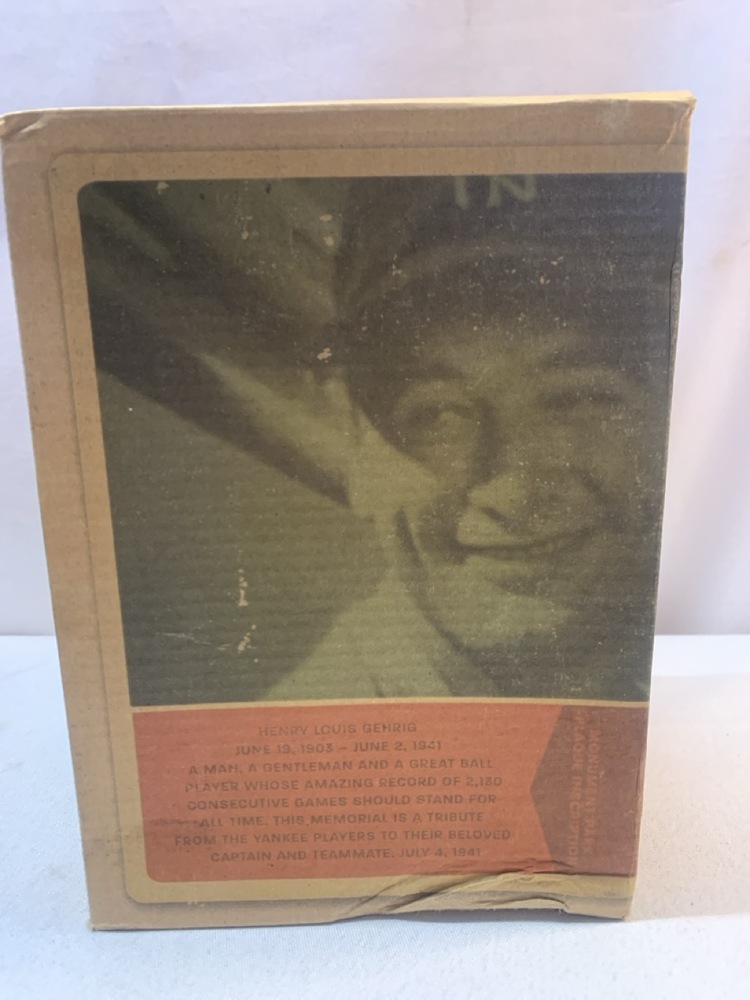 HENRY LOUIS GEHRIG
JUNE 19, 1903 – JUNE 2, 1941
A MAN, A GENTLEMAN AND A GREAT BALL
PLAYER WHOSE AMAZING RECORD OF 2,130
CONSECUTIVE GAMES SHOULD STAND FOR
ALL TIME. THIS MEMORIAL IS A TRIBUTE
FROM THE YANKEE PLAYERS TO THEIR BELOVED
CAPTAIN AND TEAMMATE. JULY 4, 1941
MONUMENT PARK